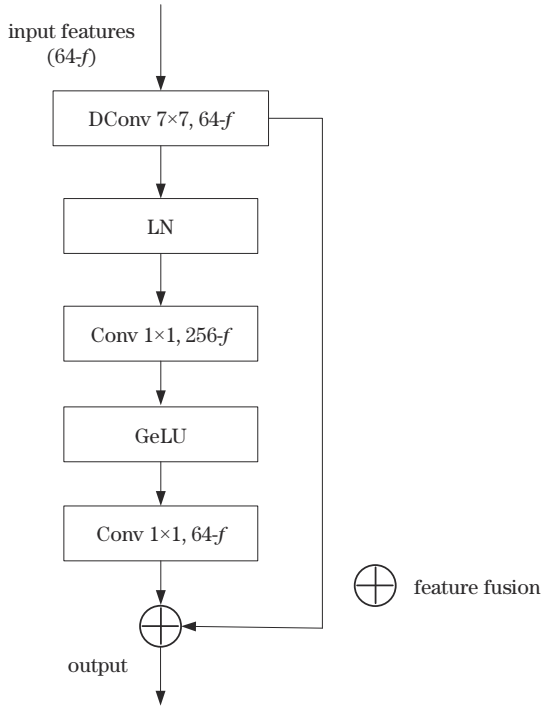 input features
(64-f)
DConv 7×7, 64-f
LN
Conv 1×1, 256-f
GeLU
Conv 1×1, 64-f
feature fusion
output